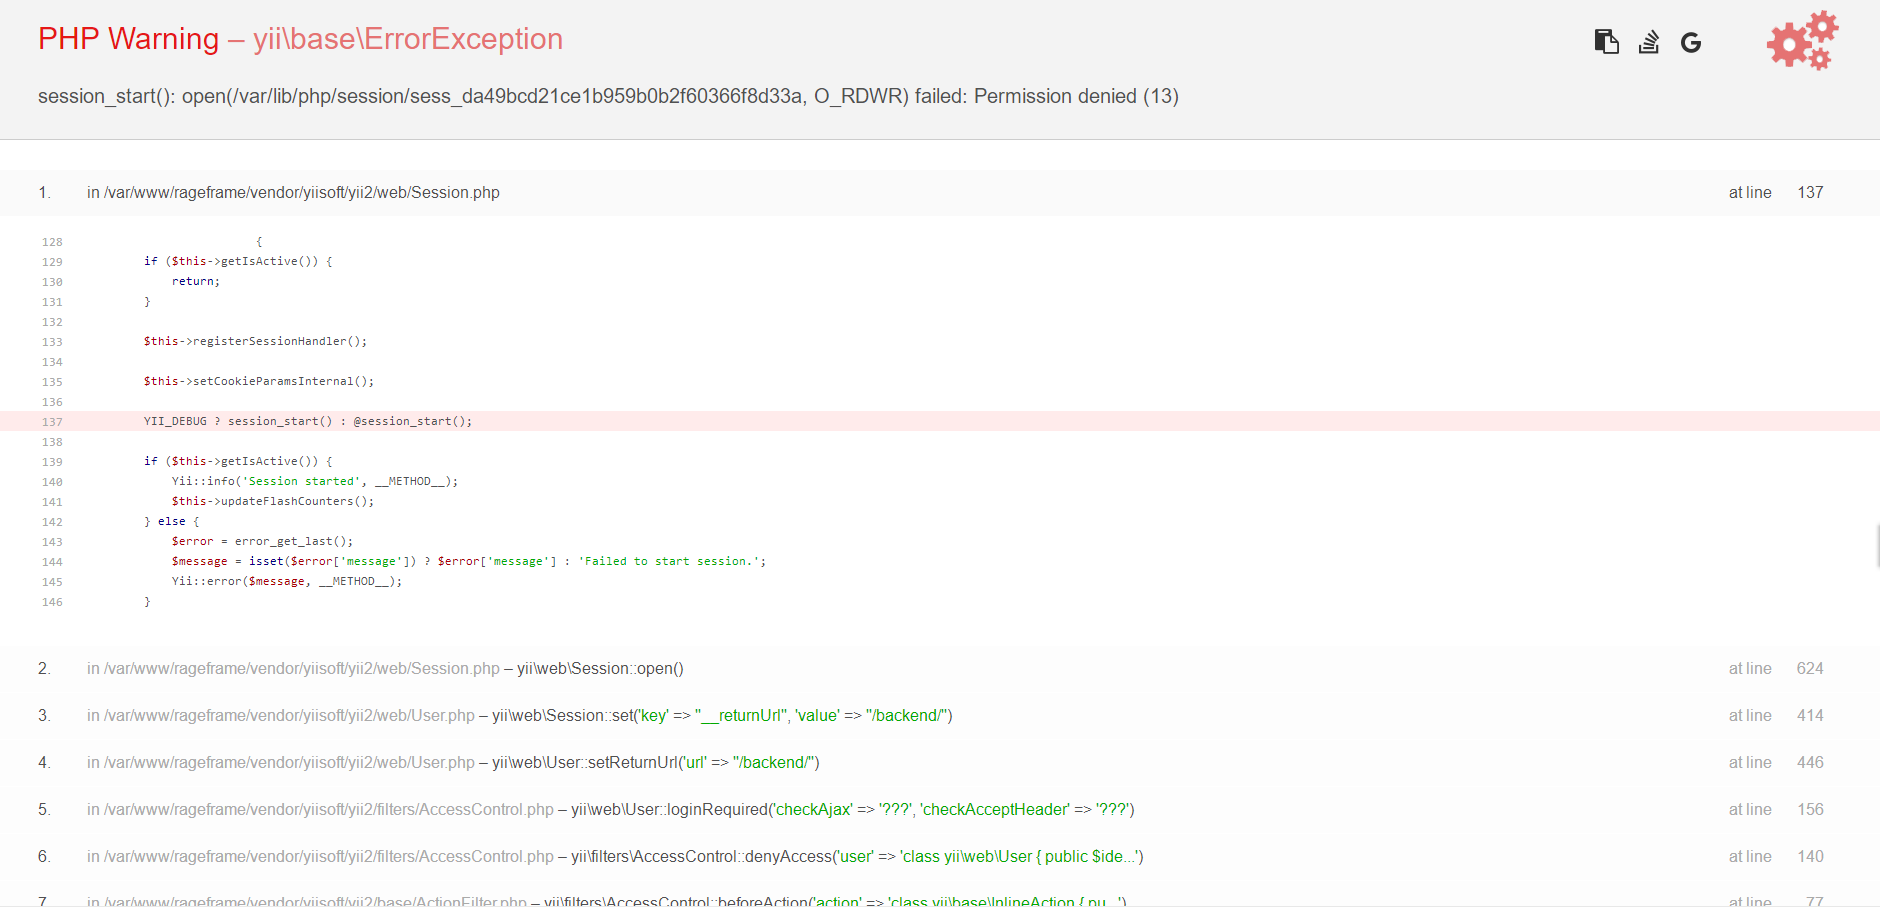 PHP Warning – yii\base\ErrorException
session_start(): open(/var/lib/php/session/sess_da49bcd21ce1b959b0b2f60366f8d33a, O_RDWR) failed: Permission denied (13)
1. in /var/www/rageframe/vendor/yiisoft/yii2/web/Session.php at line 137
128 {
129 if ($this->getIsActive()) {
130 return;
131 }
132
133 $this->registerSessionHandler();
134
135 $this->setCookieParamsInternal();
136
137 YII_DEBUG ? session_start() : @session_start();
138
139 if ($this->getIsActive()) {
140 Yii::info('Session started', __METHOD__);
141 $this->updateFlashCounters();
142 } else {
143 $error = error_get_last();
144 $message = isset($error['message']) ? $error['message'] : 'Failed to start session.';
145 Yii::error($message, __METHOD__);
146 }
2. in /var/www/rageframe/vendor/yiisoft/yii2/web/Session.php – yii\web\Session::open() at line 624
3. in /var/www/rageframe/vendor/yiisoft/yii2/web/User.php – yii\web\Session::set('key' => "__returnUrl", 'value' => "/backend/") at line 414
4. in /var/www/rageframe/vendor/yiisoft/yii2/web/User.php – yii\web\User::setReturnUrl('url' => "/backend/") at line 446
5. in /var/www/rageframe/vendor/yiisoft/yii2/filters/AccessControl.php – yii\web\User::loginRequired('checkAjax' => '???', 'checkAcceptHeader' => '???') at line 156
6. in /var/www/rageframe/vendor/yiisoft/yii2/filters/AccessControl.php – yii\filters\AccessControl::denyAccess('user' => 'class yii\web\User { public $ide...') at line 140
7. in /var/www/rageframe/vendor/yiisoft/yii2/base/ActionFilter.php – yii\filters\AccessControl::beforeAction('action' => 'class yii\base\InlineAction { pu...') at line 77